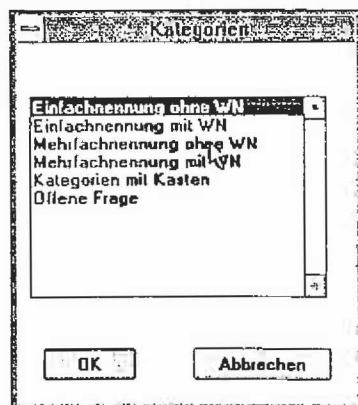 Kategorien
Einfachnennung ohne WN
Einfachnennung mit WN
Mehrfachnennung ohne WN
Mehrfachnennung mit WN
Kategorien mit Kasten
Offene Frage
OK
Abbrechen